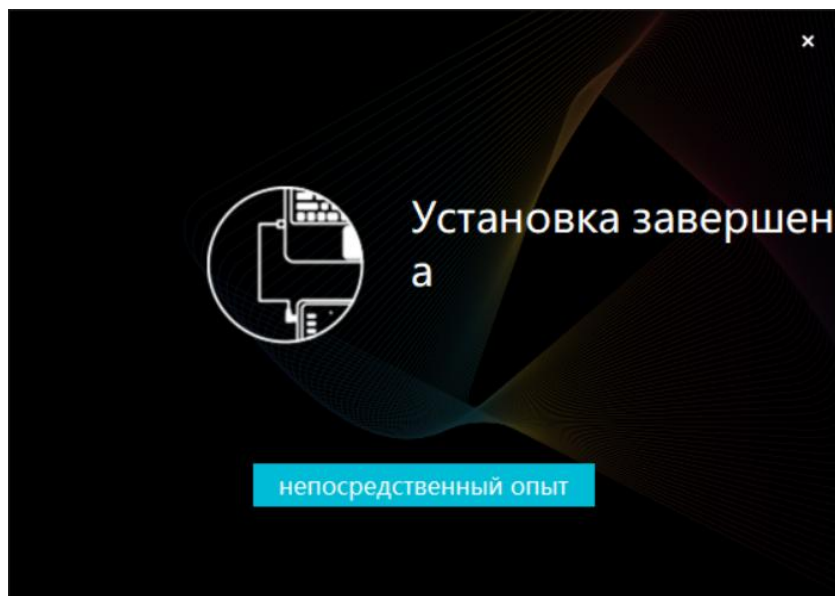 Установка завершен
а
непосредственный опыт